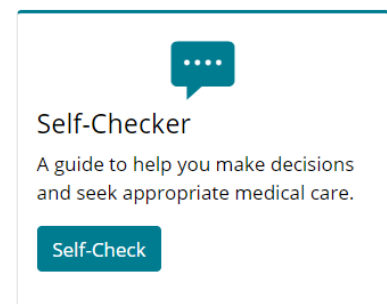 Self-Checker
A guide to help you make decisions
and seek appropriate medical care.
Self-Check